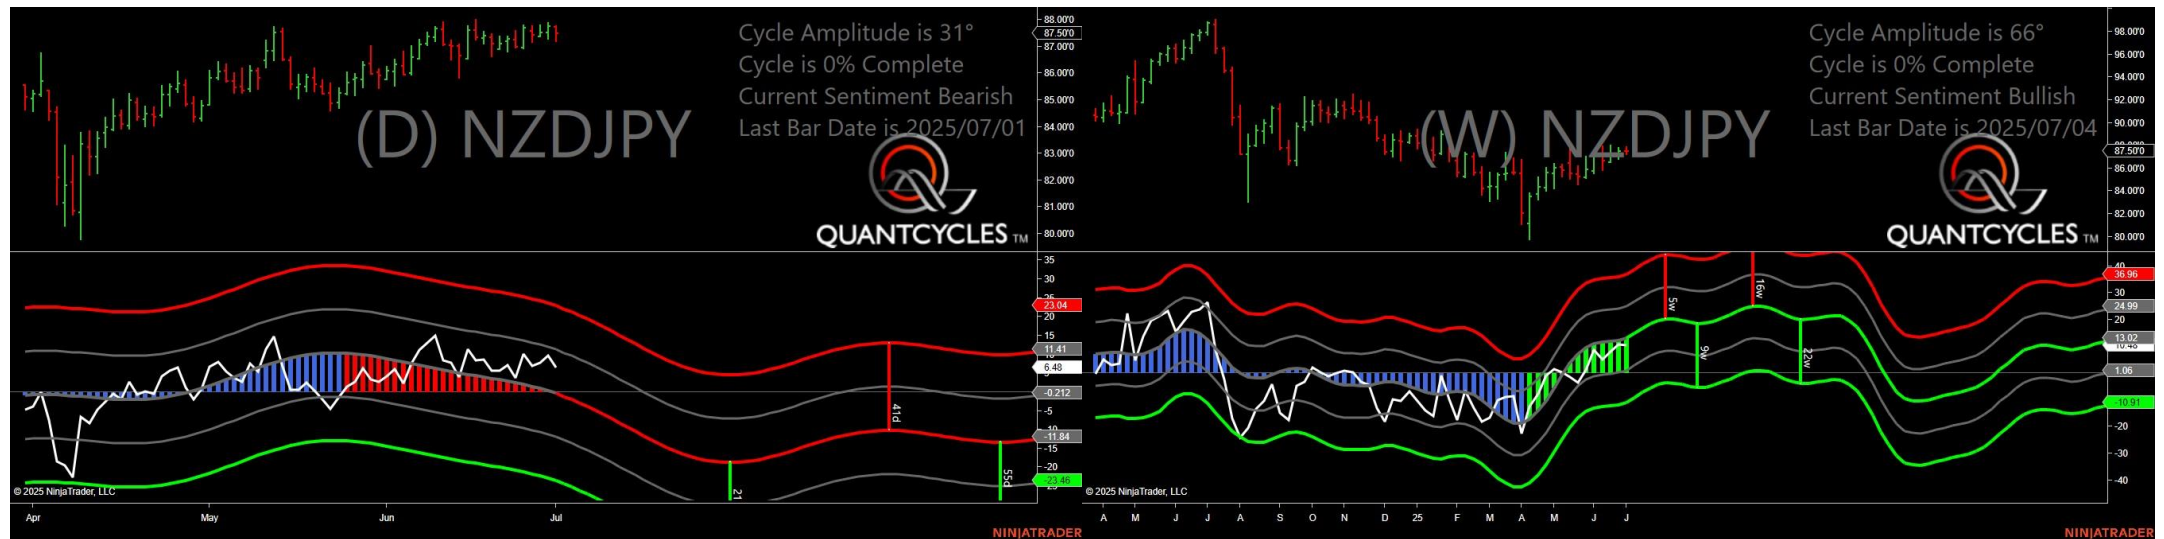 Cycle Amplitude is 31°
Cycle is 0% Complete
Current Sentiment Bearish
Last Bar Date is 2025/07/01
(D) NZDJPY
QUANTCYCLES TM
88.00'0
87.50'0
87.00'0
86.00'0
85.00'0
84.00'0
83.00'0
82.00'0
81.00'0
80.00'0
35
30
23.04
20
15
11.41
6.48
-0.212
-5
-11.84
-15
-20
-23.46
41d
21
55d
© 2025 NinjaTrader, LLC
Apr May Jun Jul
NINJATRADER
Cycle Amplitude is 66°
Cycle is 0% Complete
Current Sentiment Bullish
Last Bar Date is 2025/07/04
(W) NZDJPY
QUANTCYCLES TM
98.00'0
96.00'0
94.00'0
92.00'0
90.00'0
87.50'0
86.00'0
84.00'0
82.00'0
80.00'0
40
36.96
30
24.99
20
13.02
1.06
-10.91
-20
-30
-40
5w
16w
9w
22w
© 2025 NinjaTrader, LLC
A M J J A S O N D 25 F M A M J J
NINJATRADER